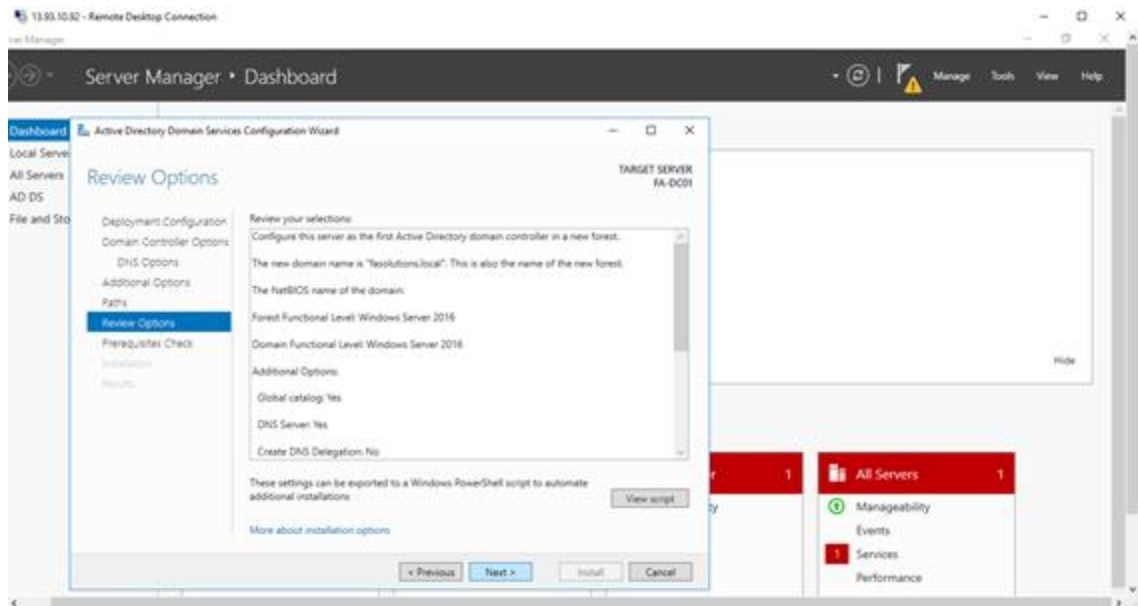 13.93.10.92 - Remote Desktop Connection
Server Manager • Dashboard
Manage Tools View Help
Dashboard
Local Serve
All Servers
AD DS
File and Sto
Active Directory Domain Services Configuration Wizard
Review Options
TARGET SERVER
FA-DC01
Deployment Configuration
Domain Controller Options
DNS Options
Additional Options
Paths
Review Options
Prerequisites Check
Installation
Results
Review your selections:
Configure this server as the first Active Directory domain controller in a new forest.
The new domain name is "fasolutions.local". This is also the name of the new forest.
The NetBIOS name of the domain:
Forest Functional Level: Windows Server 2016
Domain Functional Level: Windows Server 2016
Additional Options:
Global catalog: Yes
DNS Server: Yes
Create DNS Delegation: No
These settings can be exported to a Windows PowerShell script to automate
additional installations
View script
More about installation options
< Previous Next > Install Cancel
Hide
1
All Servers 1
Manageability
Events
1 Services
Performance